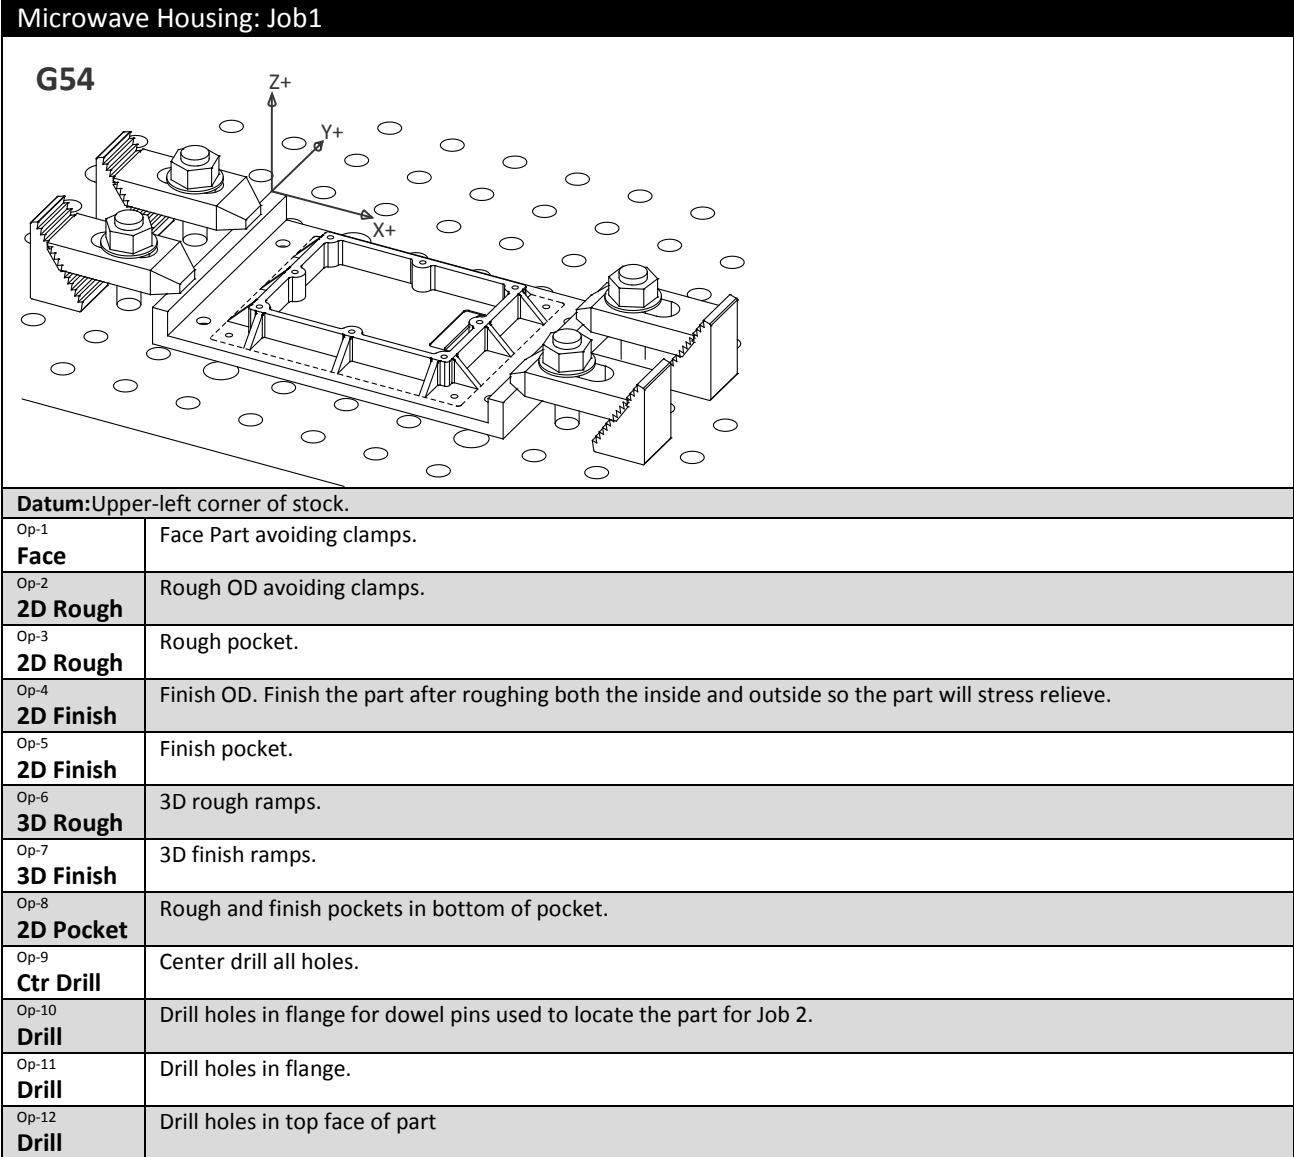 Microwave Housing: Job1
G54
Z+
Y+
X+
Datum:Upper-left corner of stock.
Op-1
Face
Face Part avoiding clamps.
Op-2
2D Rough
Rough OD avoiding clamps.
Op-3
2D Rough
Rough pocket.
Op-4
2D Finish
Finish OD. Finish the part after roughing both the inside and outside so the part will stress relieve.
Op-5
2D Finish
Finish pocket.
Op-6
3D Rough
3D rough ramps.
Op-7
3D Finish
3D finish ramps.
Op-8
2D Pocket
Rough and finish pockets in bottom of pocket.
Op-9
Ctr Drill
Center drill all holes.
Op-10
Drill
Drill holes in flange for dowel pins used to locate the part for Job 2.
Op-11
Drill
Drill holes in flange.
Op-12
Drill
Drill holes in top face of part